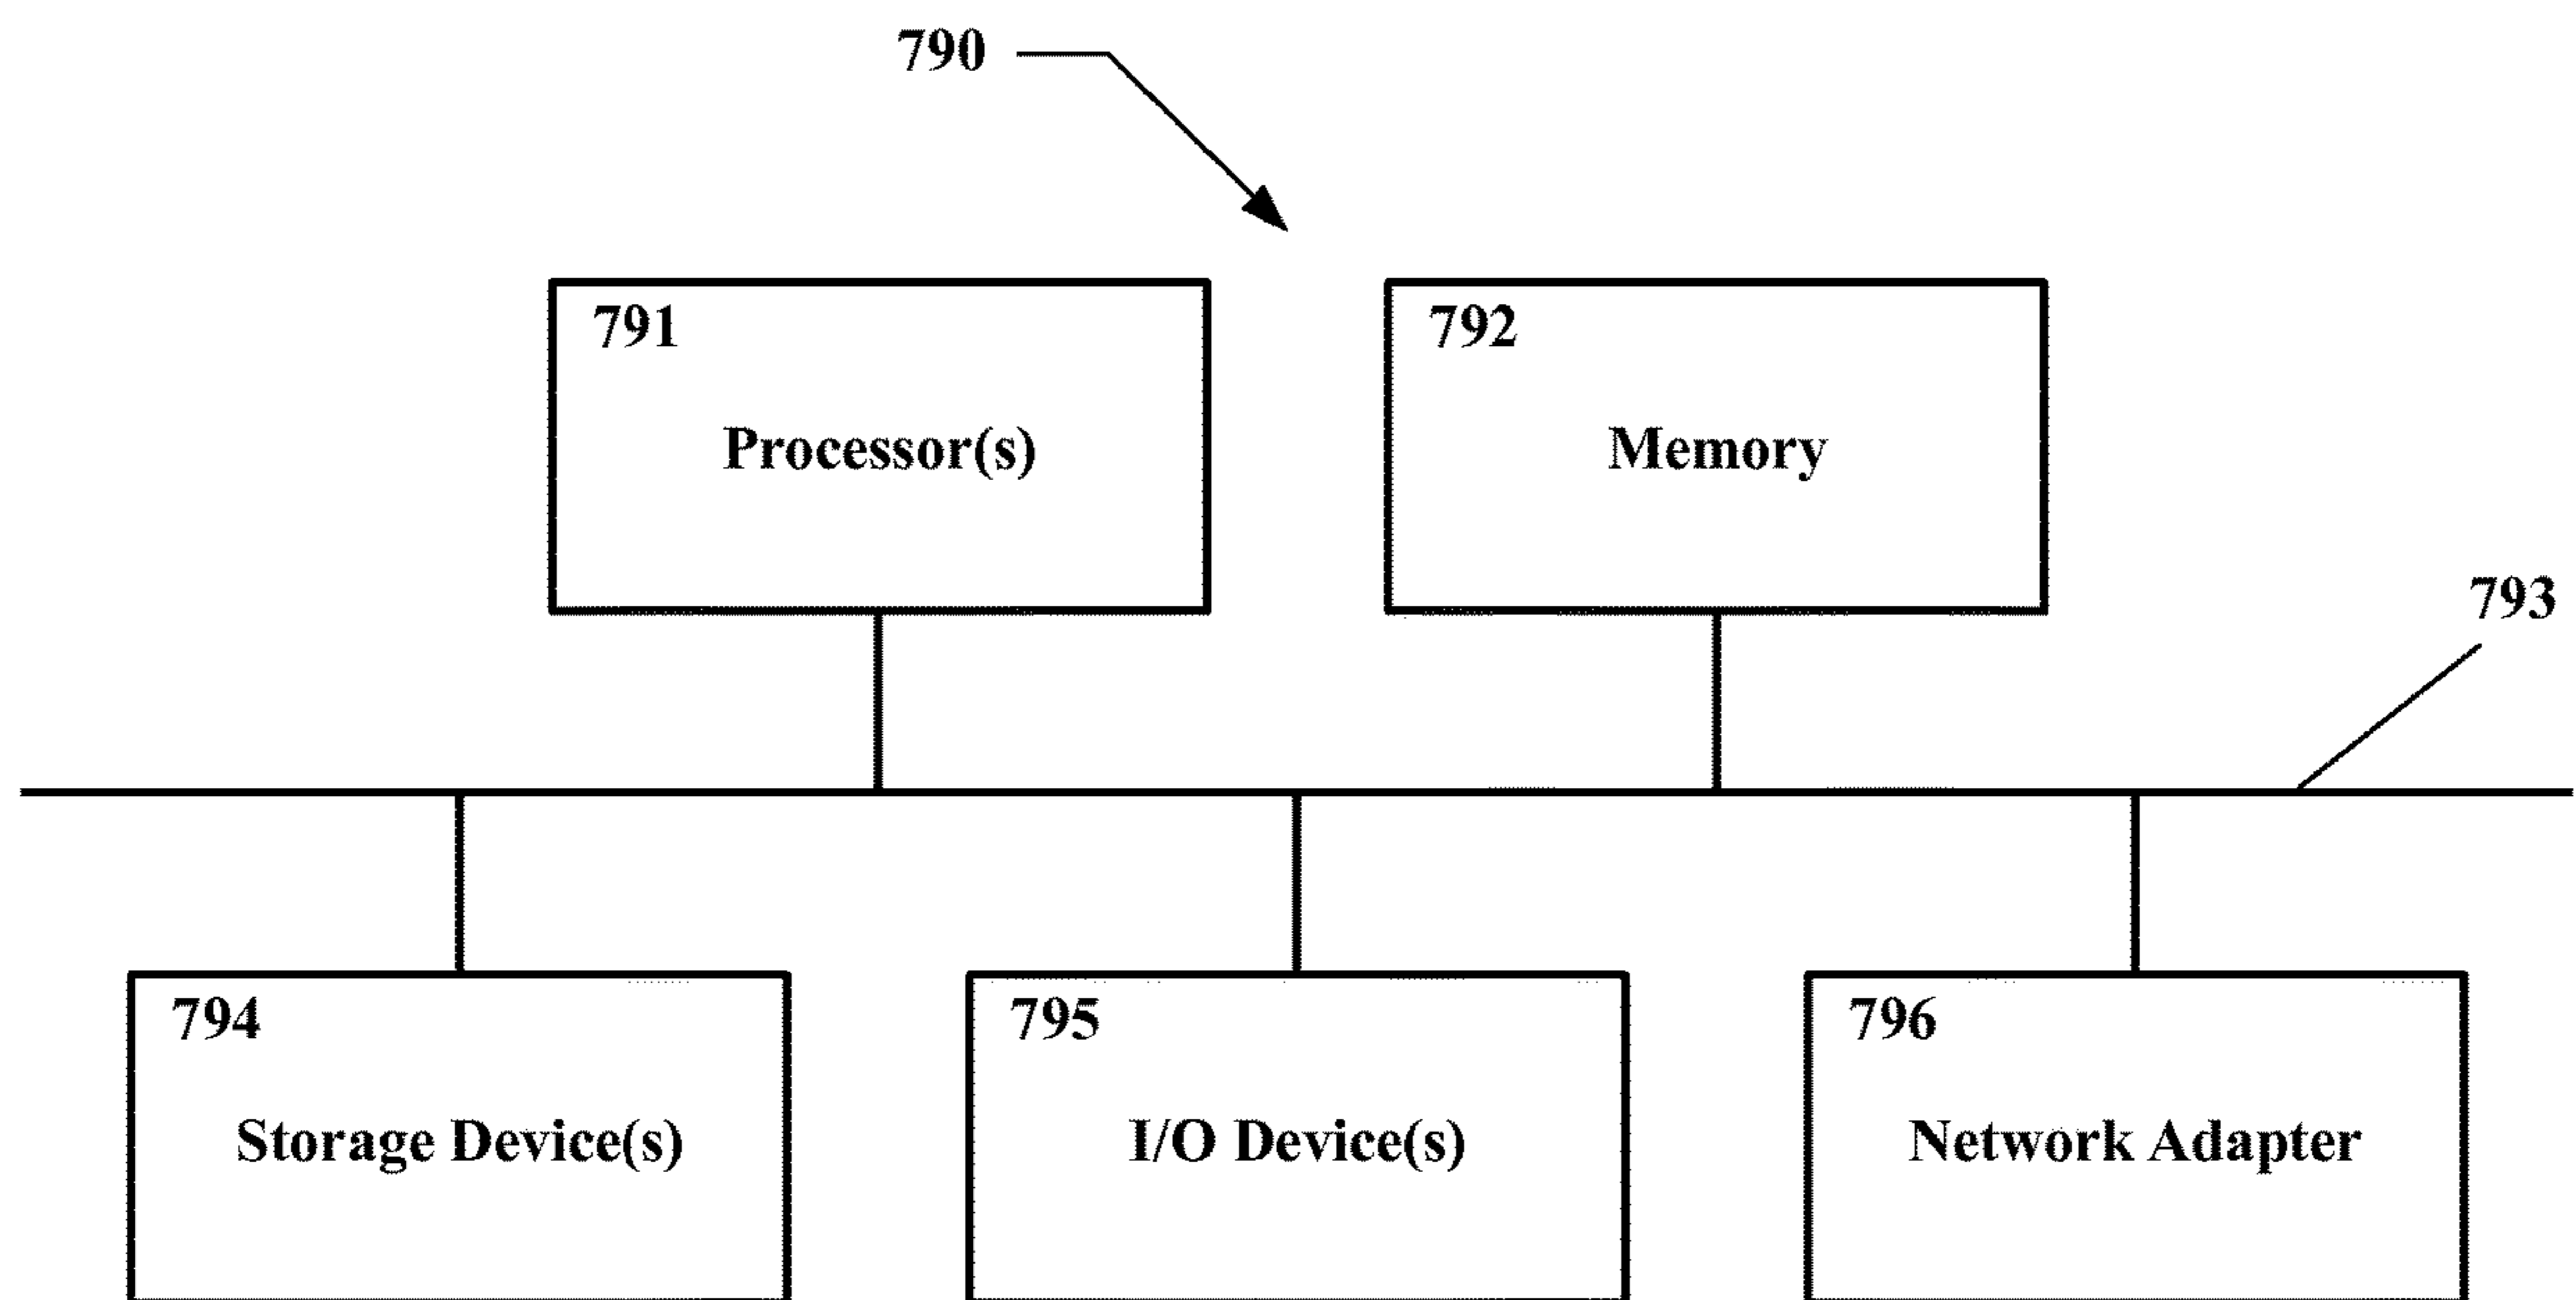 790
791
Processor(s)
792
Memory
793
794
Storage Device(s)
795
I/O Device(s)
796
Network Adapter